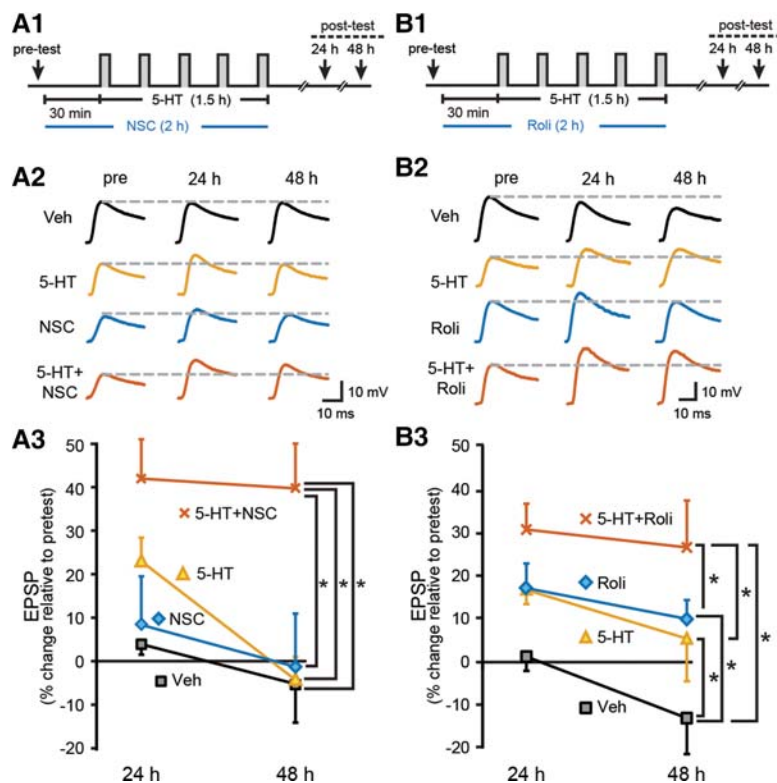 A1
post-test
pre-test
24 h 48 h
5-HT (1.5 h)
30 min
NSC (2 h)
B1
post-test
pre-test
24 h 48 h
5-HT (1.5 h)
30 min
Roli (2 h)
A2
pre 24 h 48 h
Veh
5-HT
NSC
5-HT+
NSC
10 mV
10 ms
B2
pre 24 h 48 h
Veh
5-HT
Roli
5-HT+
Roli
10 mV
10 ms
A3
EPSP
(% change relative to pretest)
50
40
30
20
10
0
-10
-20
5-HT+NSC
5-HT
NSC
Veh
* * *
24 h 48 h
B3
EPSP
(% change relative to pretest)
50
40
30
20
10
0
-10
-20
5-HT+Roli
Roli
5-HT
Veh
* * *
* *
24 h 48 h